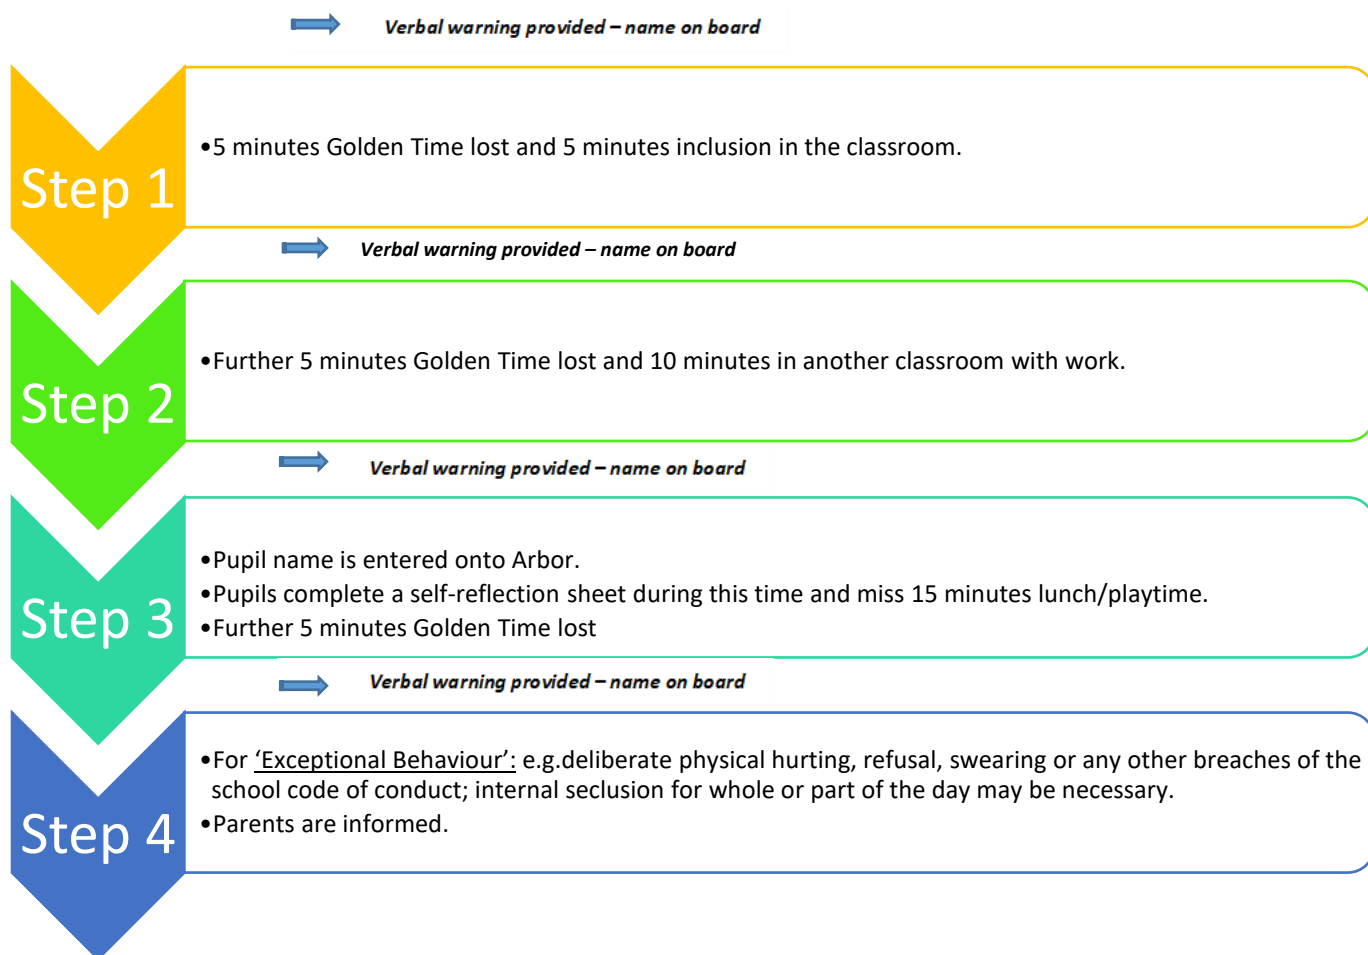 Verbal warning provided – name on board
Step 1
•5 minutes Golden Time lost and 5 minutes inclusion in the classroom.
Verbal warning provided – name on board
Step 2
•Further 5 minutes Golden Time lost and 10 minutes in another classroom with work.
Verbal warning provided – name on board
Step 3
•Pupil name is entered onto Arbor.
•Pupils complete a self-reflection sheet during this time and miss 15 minutes lunch/playtime.
•Further 5 minutes Golden Time lost
Verbal warning provided – name on board
Step 4
•For ‘Exceptional Behaviour’: e.g.deliberate physical hurting, refusal, swearing or any other breaches of the
school code of conduct; internal seclusion for whole or part of the day may be necessary.
•Parents are informed.